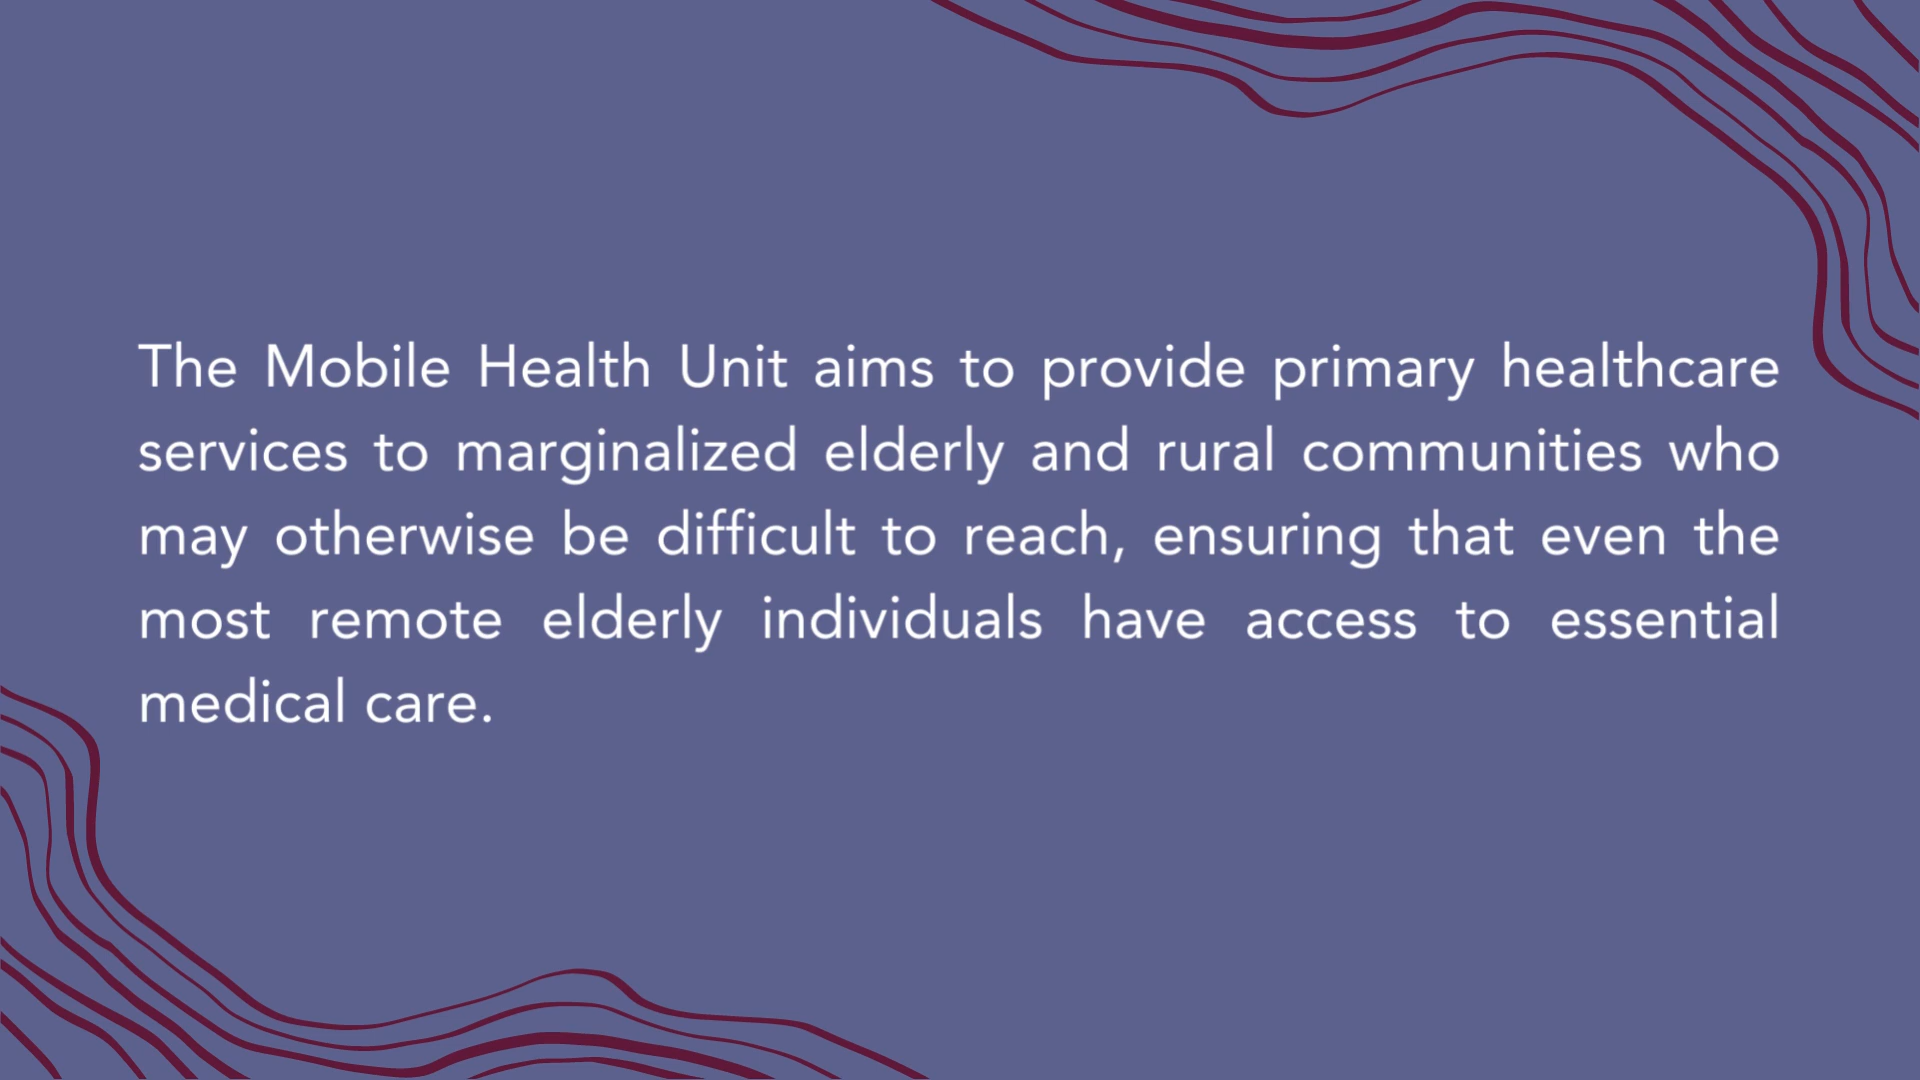 The Mobile Health Unit aims to provide primary healthcare
services to marginalized elderly and rural communities who
may otherwise be difficult to reach, ensuring that even the
most remote elderly individuals have access to essential
medical care.